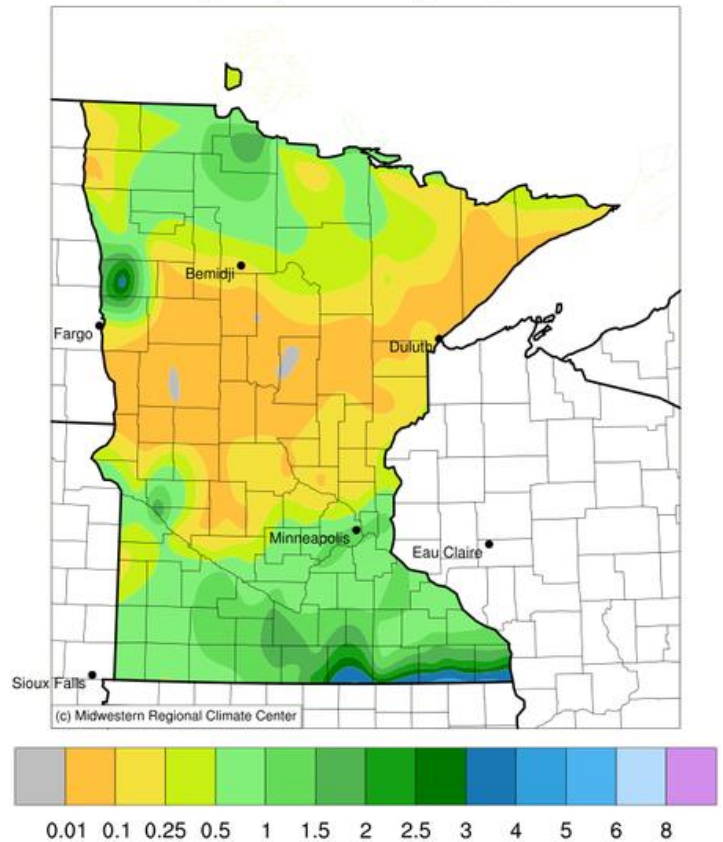 Bemidji
Fargo
Duluth
Minneapolis
Eau Claire
Sioux Falls
(c) Midwestern Regional Climate Center
0.01 0.1 0.25 0.5 1 1.5 2 2.5 3 4 5 6 8